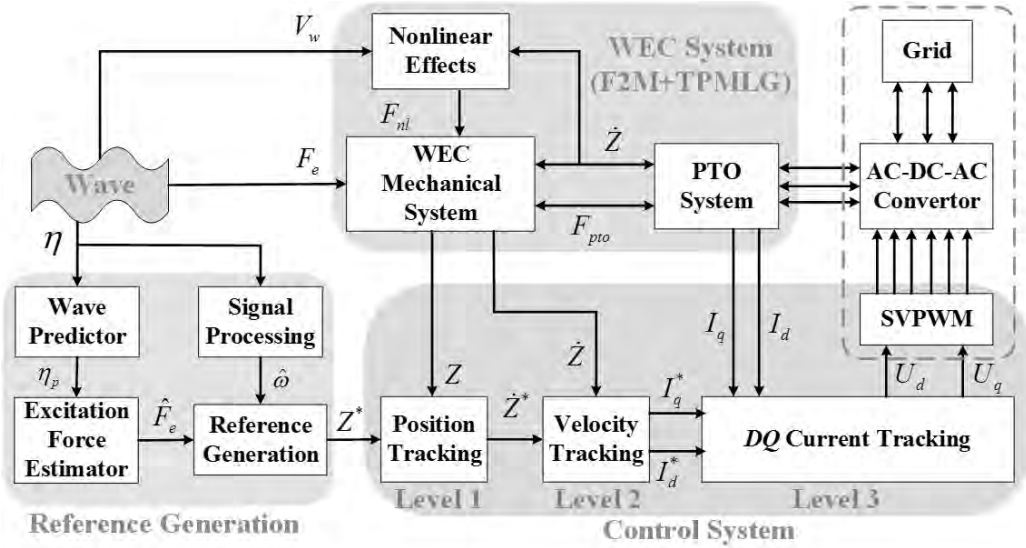 V_w
Nonlinear
Effects
WEC System
(F2M+TPMLG)
Grid
F_nl
Ż
Wave
F_e
WEC
Mechanical
System
PTO
System
AC-DC-AC
Convertor
F_pto
η
Wave
Predictor
Signal
Processing
SVPWM
I_q
I_d
Z
Ż
U_d
U_q
η_p
ω̂
Excitation
Force
Estimator
F̂_e
Reference
Generation
Z*
Position
Tracking
Ż*
Velocity
Tracking
I_q*
I_d*
DQ Current Tracking
Level 1
Level 2
Level 3
Reference Generation
Control System